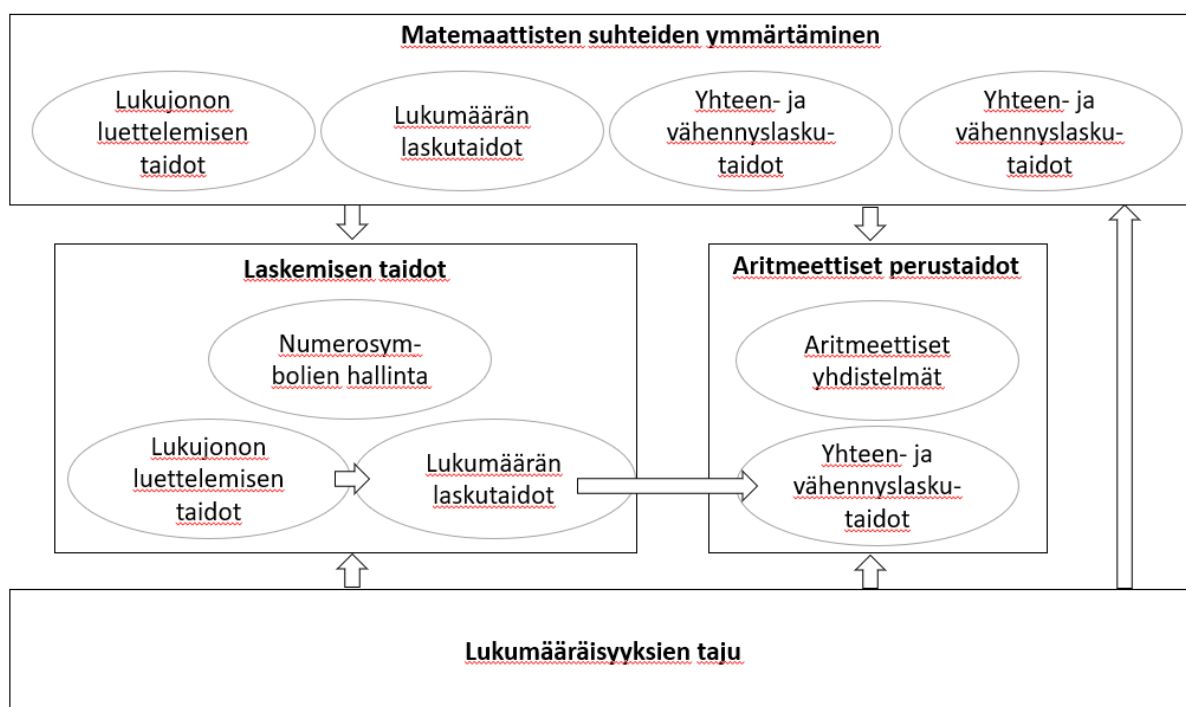 Matemaattisten suhteiden ymmärtäminen
Lukujonon
luettelemisen
taidot
Lukumäärän
laskutaidot
Yhteen- ja
vähennyslasku-
taidot
Yhteen- ja
vähennyslasku-
taidot
Laskemisen taidot
Numerosym-
bolien hallinta
Lukujonon
luettelemisen
taidot
Lukumäärän
laskutaidot
Aritmeettiset perustaidot
Aritmeettiset
yhdistelmät
Yhteen- ja
vähennyslasku-
taidot
Lukumääräisyyksien taju